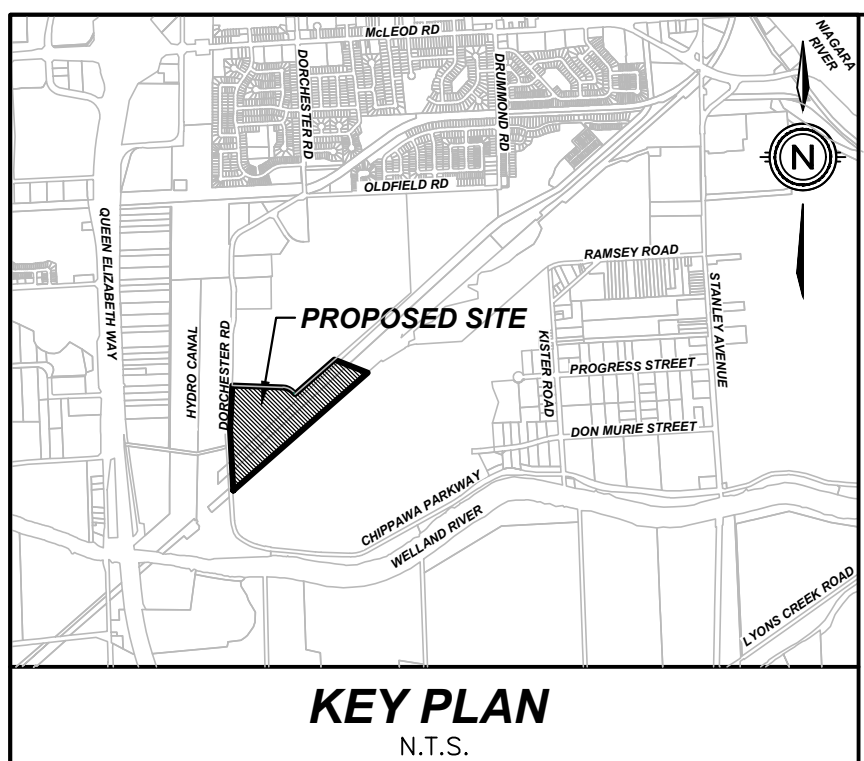 McLEOD RD
NIAGARA
RIVER
DORCHESTER RD
DRUMMOND RD
N
OLDFIELD RD
QUEEN ELIZABETH WAY
RAMSEY ROAD
STANLEY AVENUE
HYDRO CANAL
DORCHESTER RD
PROPOSED SITE
KISTER ROAD
PROGRESS STREET
DON MURIE STREET
CHIPPAWA PARKWAY
WELLAND RIVER
LYONS CREEK ROAD
KEY PLAN
N.T.S.